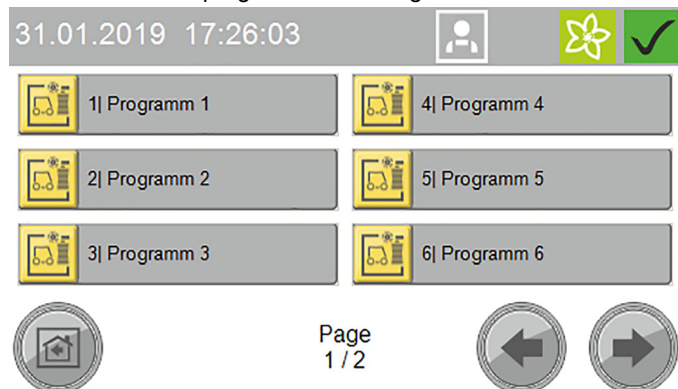 31.01.2019 17:26:03
1| Programm 1
2| Programm 2
3| Programm 3
4| Programm 4
5| Programm 5
6| Programm 6
Page
1 / 2